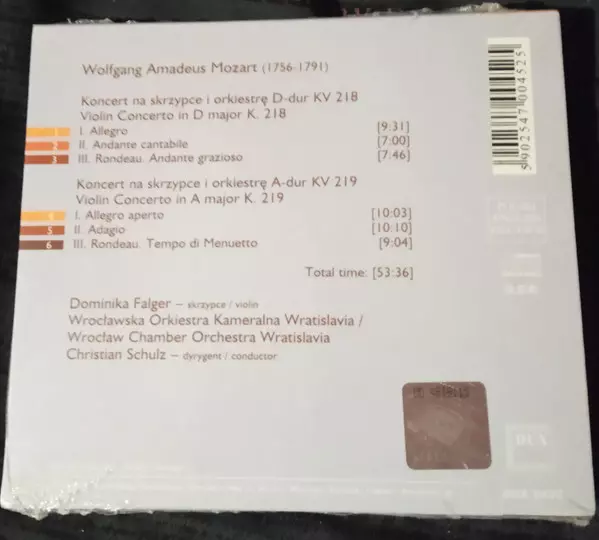 Wolfgang Amadeus Mozart (1756-1791)
Koncert na skrzypce i orkiestrę D-dur KV 218
Violin Concerto in D major K. 218
1 I. Allegro [9:31]
2 II. Andante cantabile [7:00]
3 III. Rondeau. Andante grazioso [7:46]
Koncert na skrzypce i orkiestrę A-dur KV 219
Violin Concerto in A major K. 219
4 I. Allegro aperto [10:03]
5 II. Adagio [10:10]
6 III. Rondeau. Tempo di Menuetto [9:04]
Total time: [53:36]
Dominika Falger – skrzypce / violin
Wrocławska Orkiestra Kameralna Wratislavia /
Wrocław Chamber Orchestra Wratislavia
Christian Schulz – dyrygent / conductor
5 902547 004525
DUX